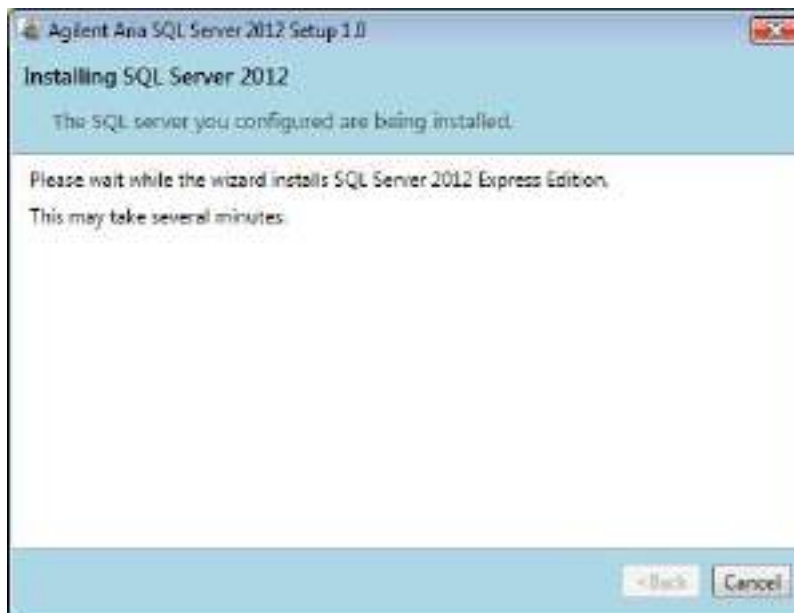 Agilent Aria SQL Server 2012 Setup 1.0
Installing SQL Server 2012
The SQL server you configured are being installed.
Please wait while the wizard installs SQL Server 2012 Express Edition.
This may take several minutes.
< Back
Cancel